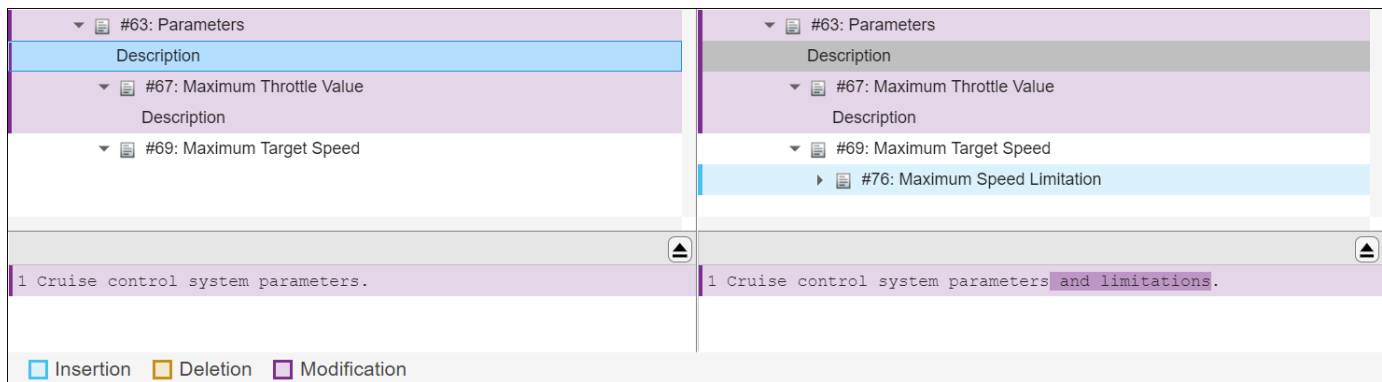 #63: Parameters
Description
#67: Maximum Throttle Value
Description
#69: Maximum Target Speed
1 Cruise control system parameters.
#63: Parameters
Description
#67: Maximum Throttle Value
Description
#69: Maximum Target Speed
#76: Maximum Speed Limitation
1 Cruise control system parameters and limitations.
Insertion Deletion Modification